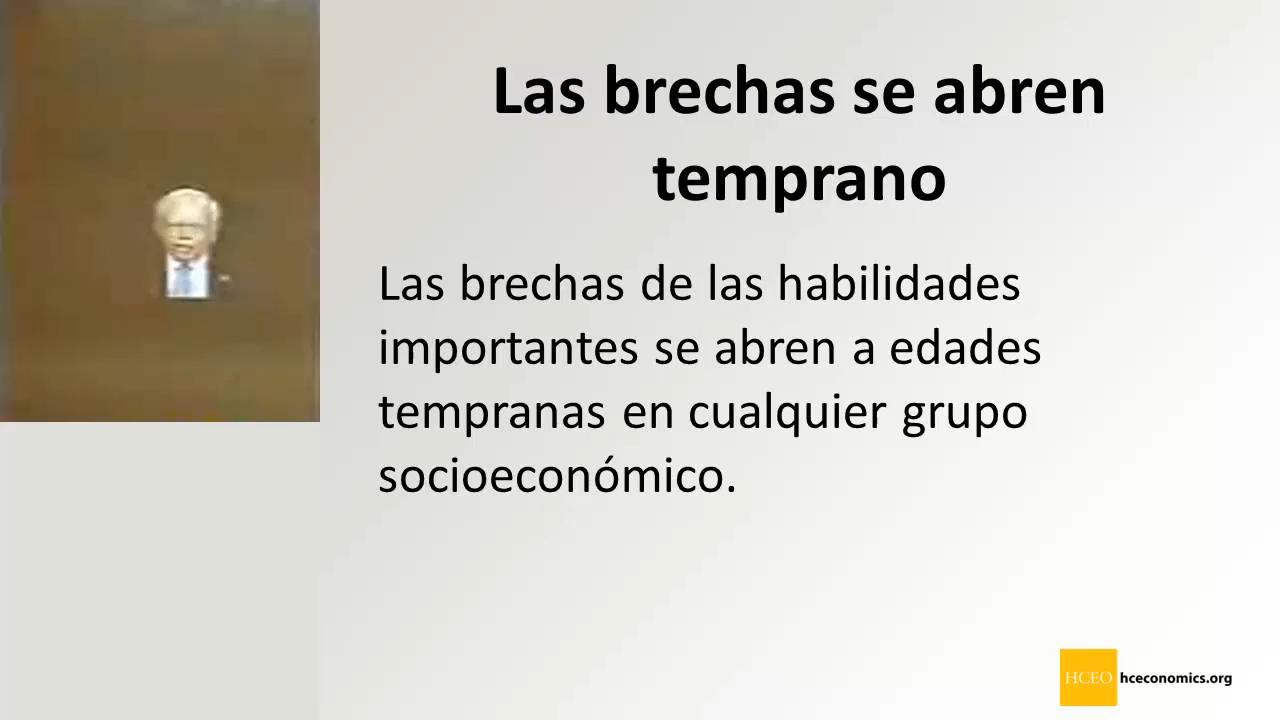 Las brechas se abren
temprano
Las brechas de las habilidades
importantes se abren a edades
tempranas en cualquier grupo
socioeconómico.
HCEO hceconomics.org